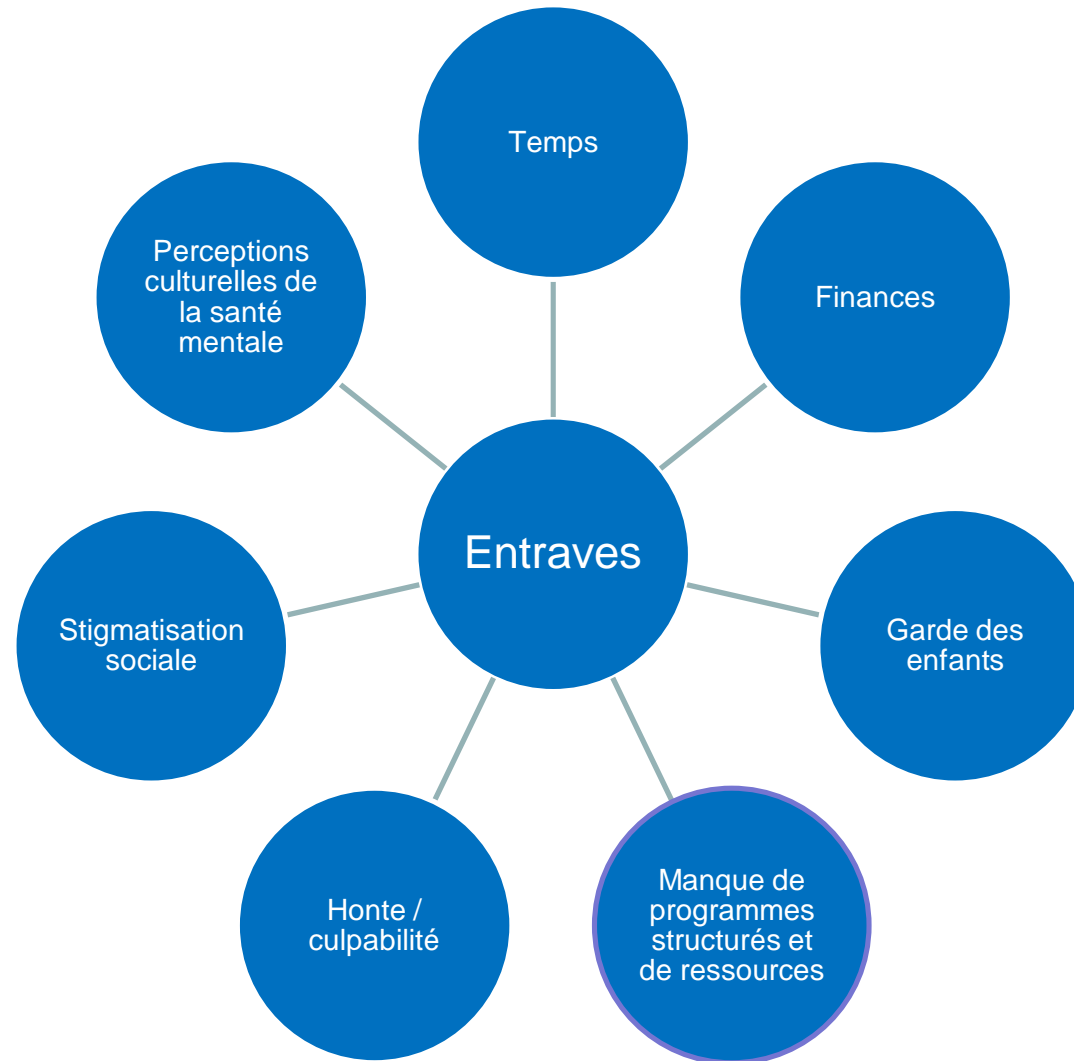 Temps
Finances
Garde des
enfants
Manque de
programmes
structurés et
de ressources
Honte /
culpabilité
Stigmatisation
sociale
Perceptions
culturelles de
la santé
mentale
Entraves